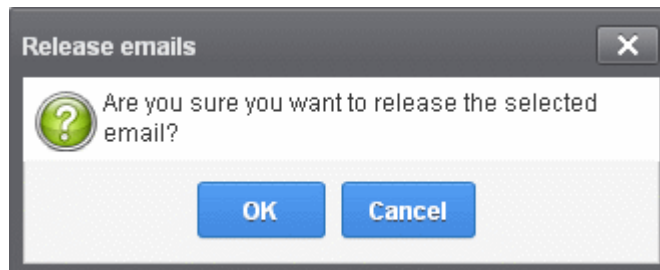 Release emails
Are you sure you want to release the selected
email?
OK
Cancel